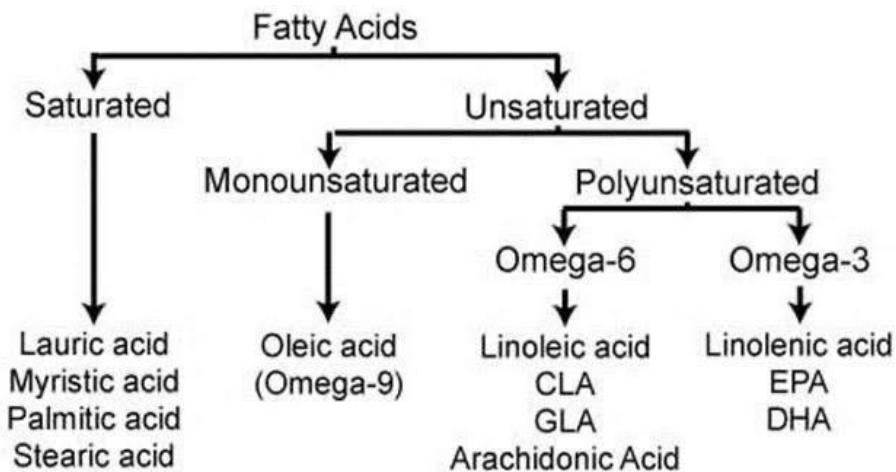 Fatty Acids
Saturated
Unsaturated
Monounsaturated
Polyunsaturated
Omega-6
Omega-3
Lauric acid
Myristic acid
Palmitic acid
Stearic acid
Oleic acid
(Omega-9)
Linoleic acid
CLA
GLA
Arachidonic Acid
Linolenic acid
EPA
DHA